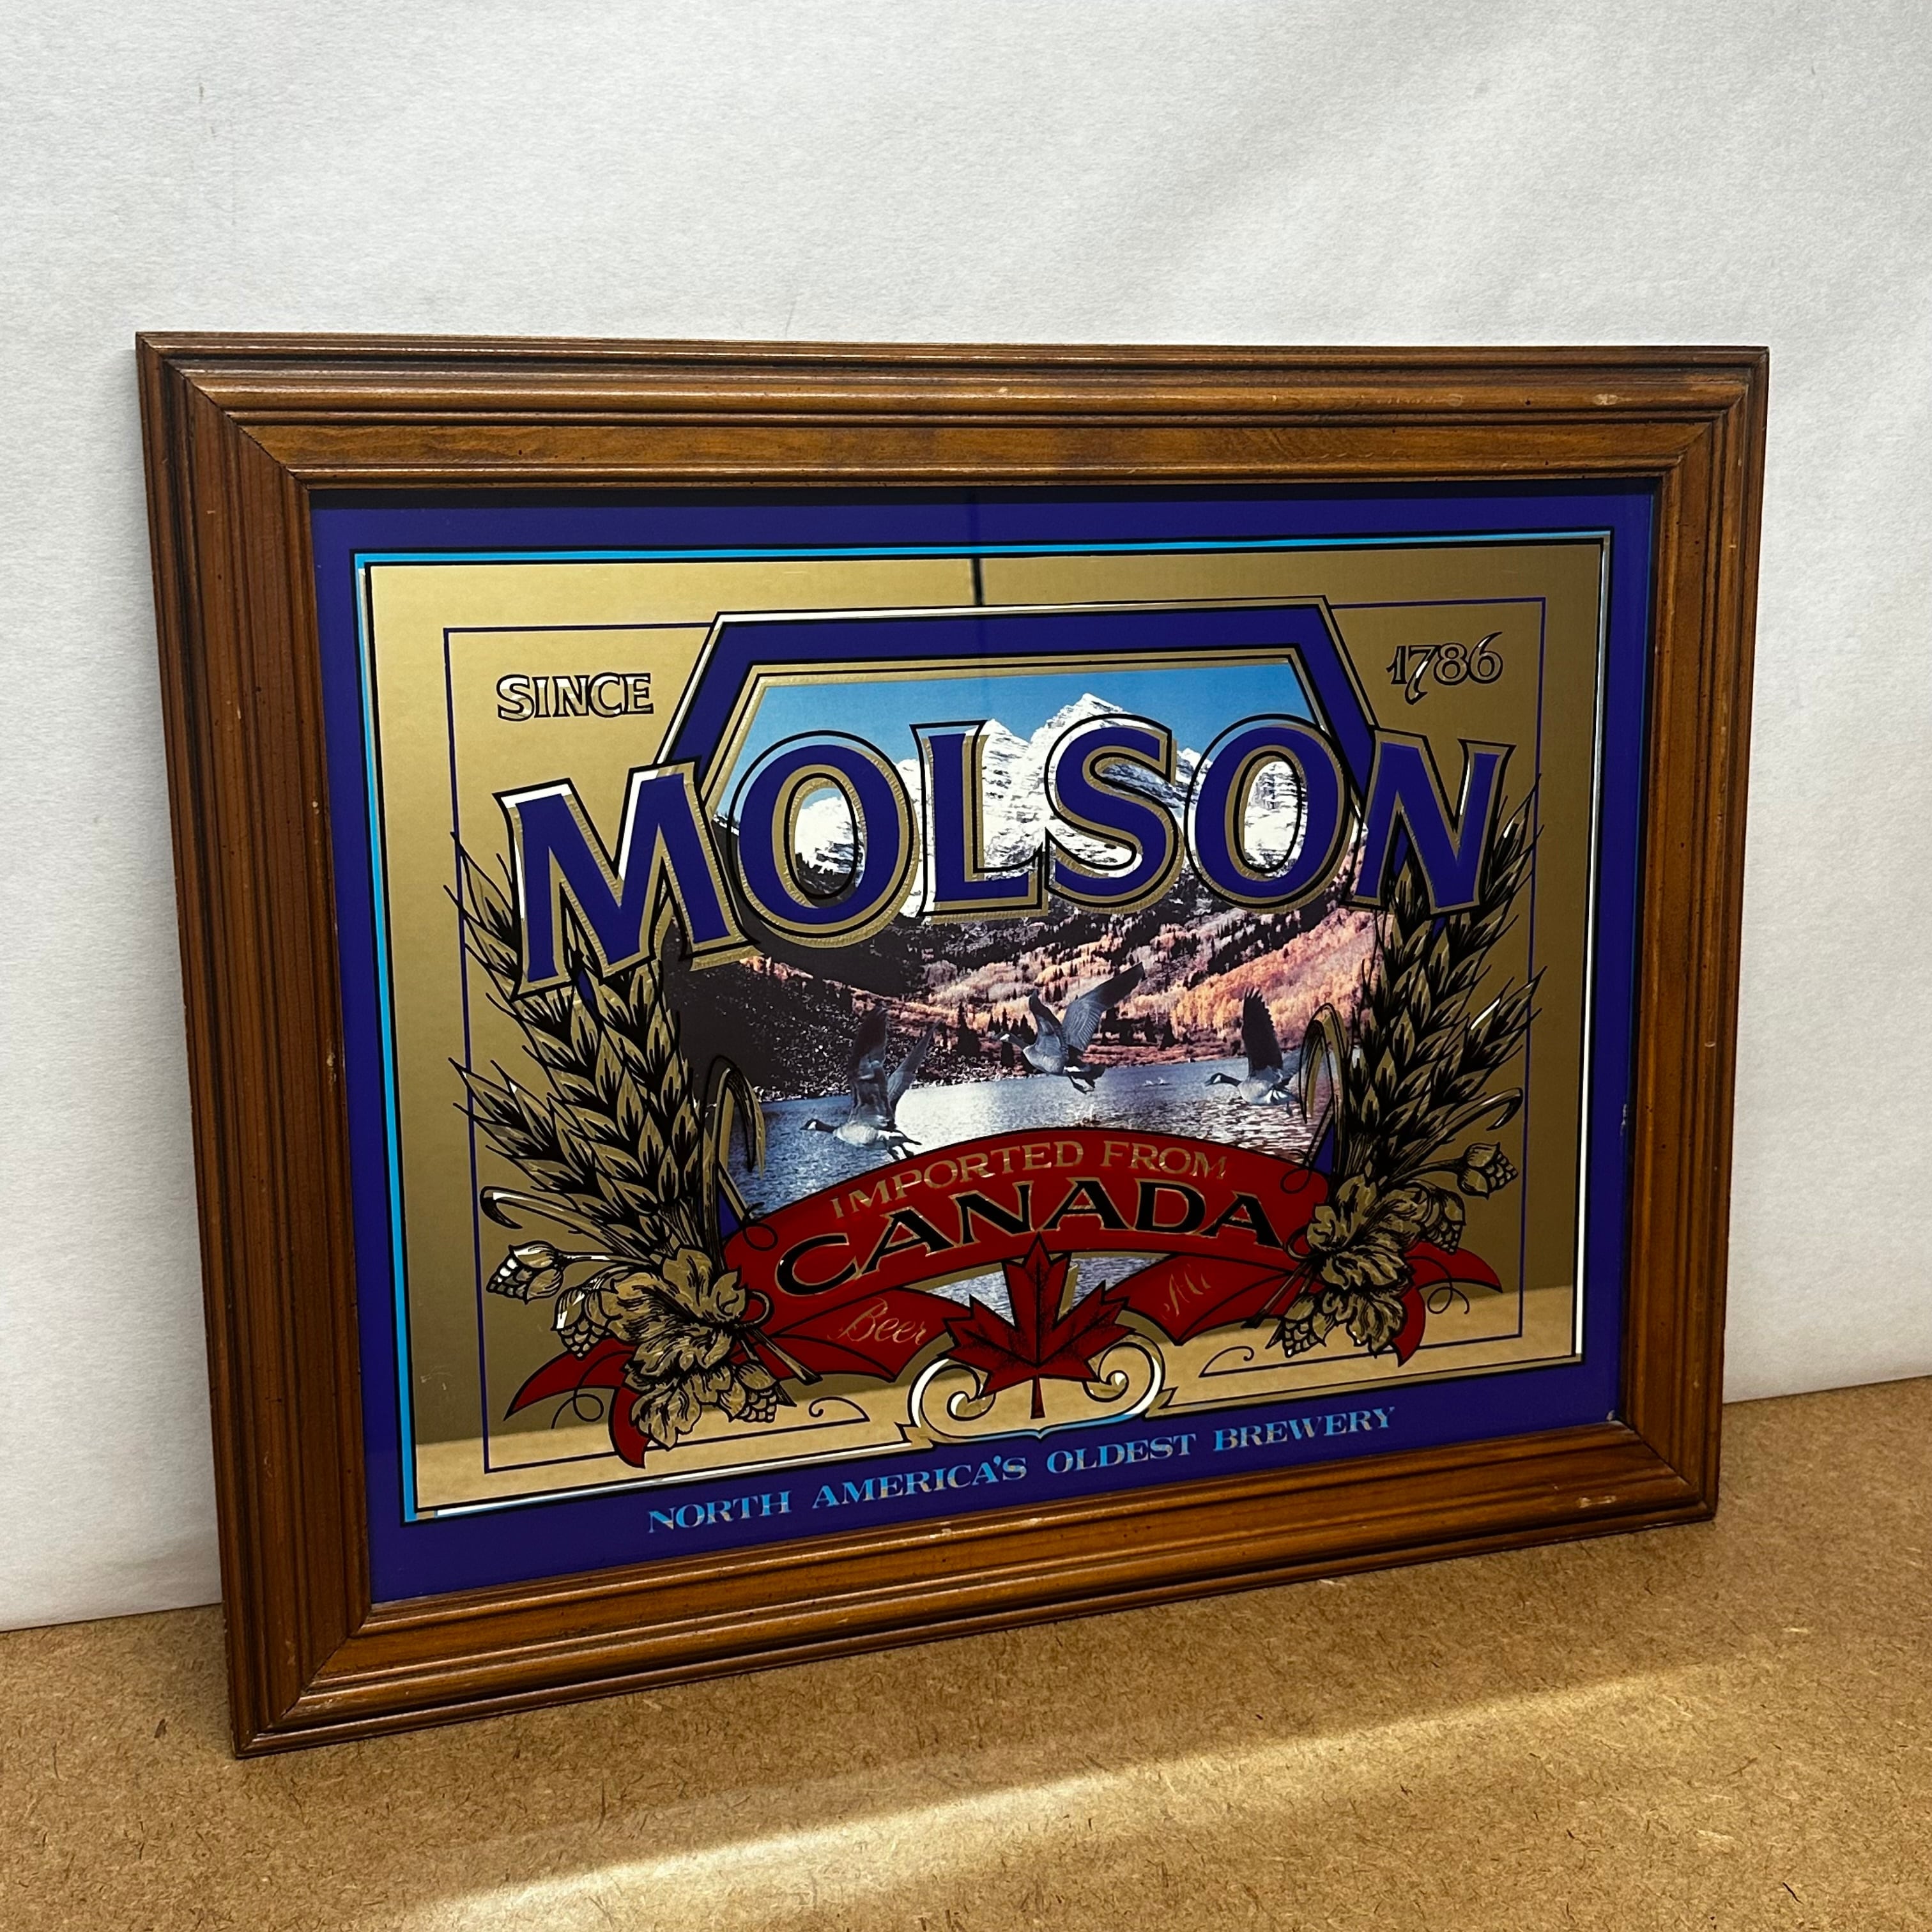 SINCE 1786
MOLSON
IMPORTED FROM
CANADA
Beer
NORTH AMERICA'S OLDEST BREWERY